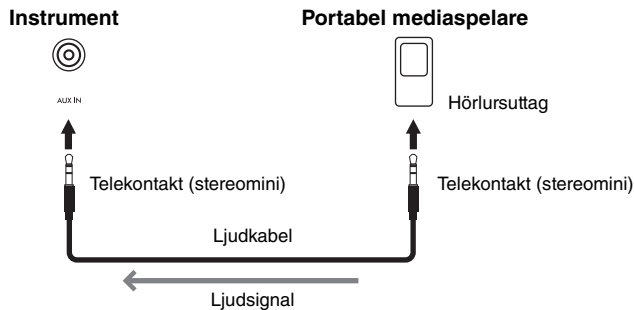 Instrument
Portabel mediaspelare
AUX IN
Hörlursuttag
Telekontakt (stereomini)
Telekontakt (stereomini)
Ljudkabel
Ljudsignal